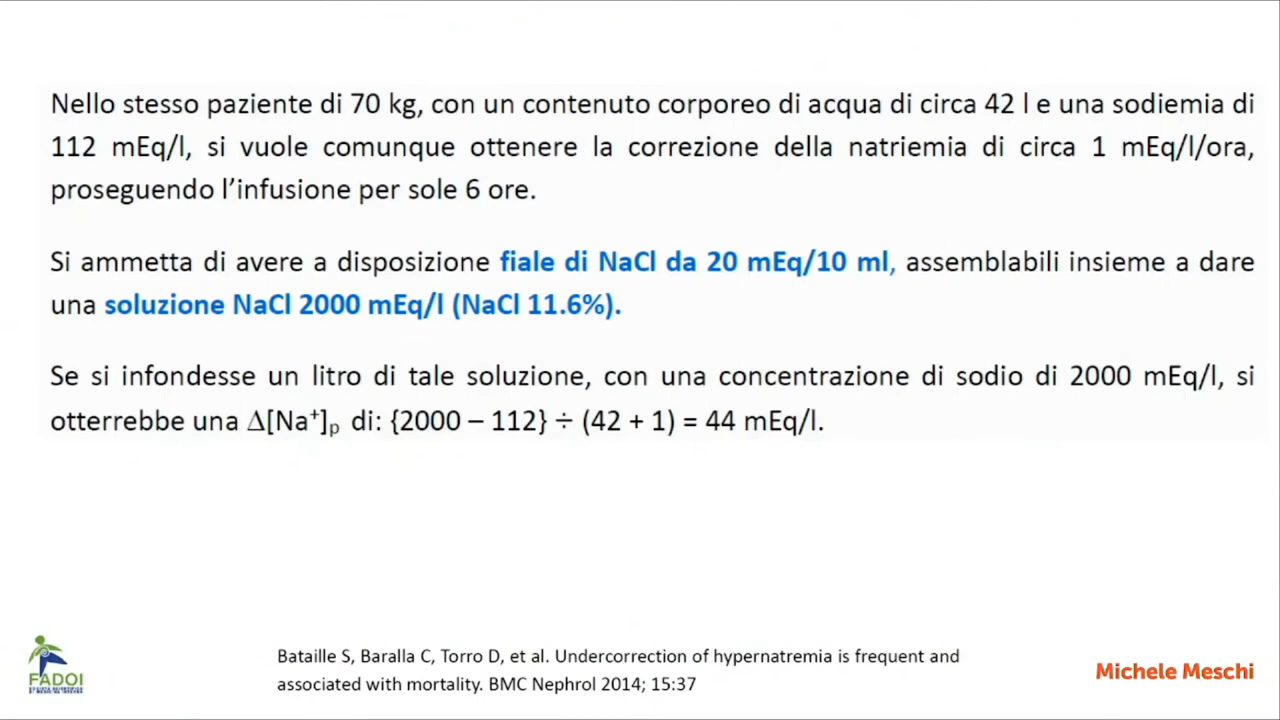 Nello stesso paziente di 70 kg, con un contenuto corporeo di acqua di circa 42 l e una sodiemia di
112 mEq/l, si vuole comunque ottenere la correzione della natriemia di circa 1 mEq/l/ora,
proseguendo l’infusione per sole 6 ore.
Si ammetta di avere a disposizione fiale di NaCl da 20 mEq/10 ml, assemblabili insieme a dare
una soluzione NaCl 2000 mEq/l (NaCl 11.6%).
Se si infondesse un litro di tale soluzione, con una concentrazione di sodio di 2000 mEq/l, si
otterrebbe una Δ[Na⁺]ₚ di: {2000 – 112} ÷ (42 + 1) = 44 mEq/l.
Bataille S, Baralla C, Torro D, et al. Undercorrection of hypernatremia is frequent and
associated with mortality. BMC Nephrol 2014; 15:37
FADOI
Michele Meschi